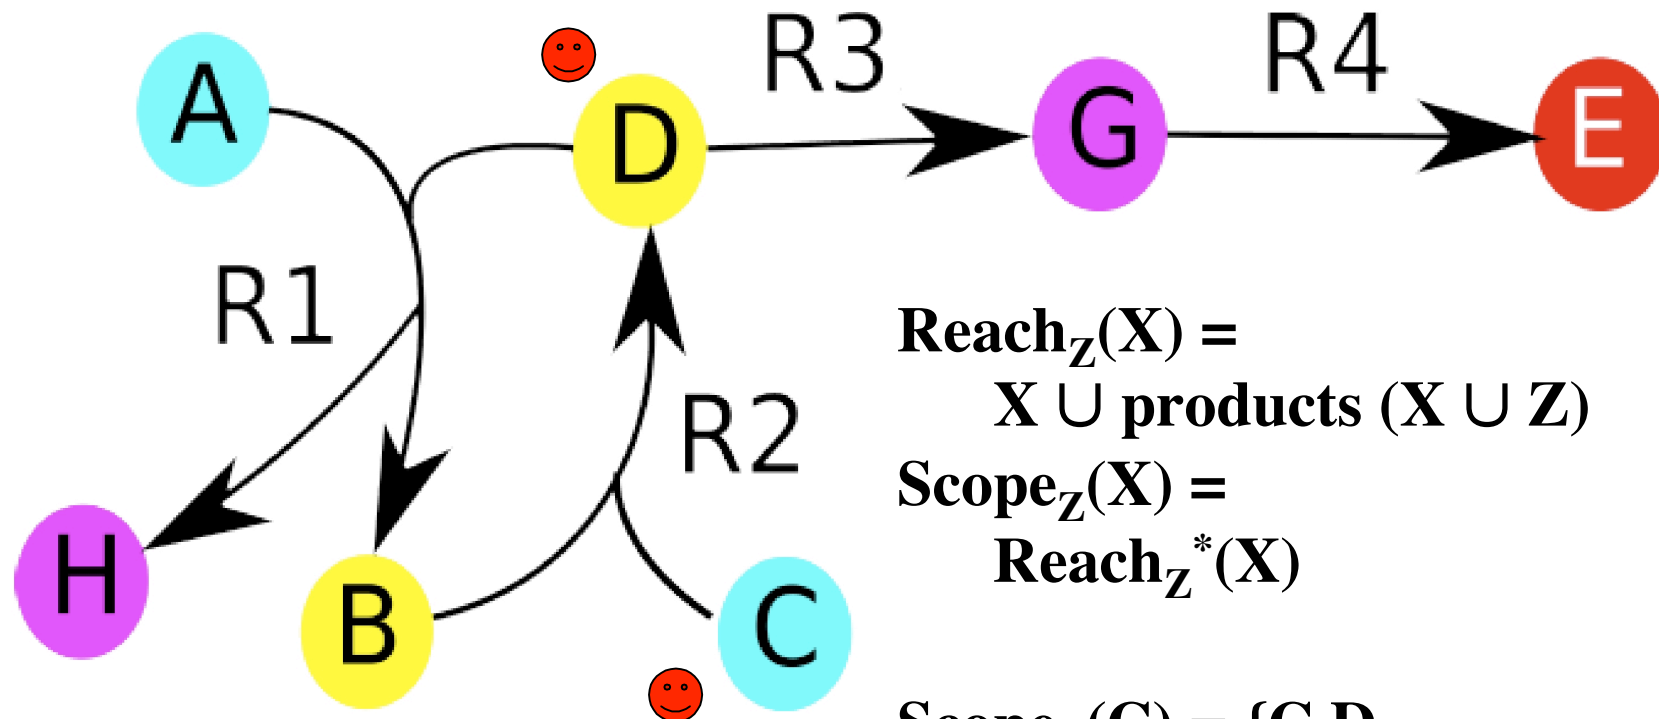 A
D
R3
G
R4
E
R1
R2
H
B
C
Reach_Z(X) =
X ∪ products (X ∪ Z)
Scope_Z(X) =
Reach_Z^*(X)